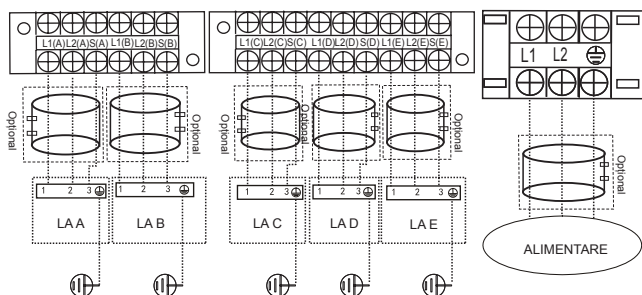 L1(A) L2(A) S(A) L1(B) L2(B) S(B)
L1(C) L2(C) S(C) L1(D) L2(D) S(D) L1(E) L2(E) S(E)
L1 L2
Optional
Optional
Optional
Optional
Optional
Optional
1 2 3
1 2 3
1 2 3
1 2 3
1 2 3
LA A
LA B
LA C
LA D
LA E
ALIMENTARE